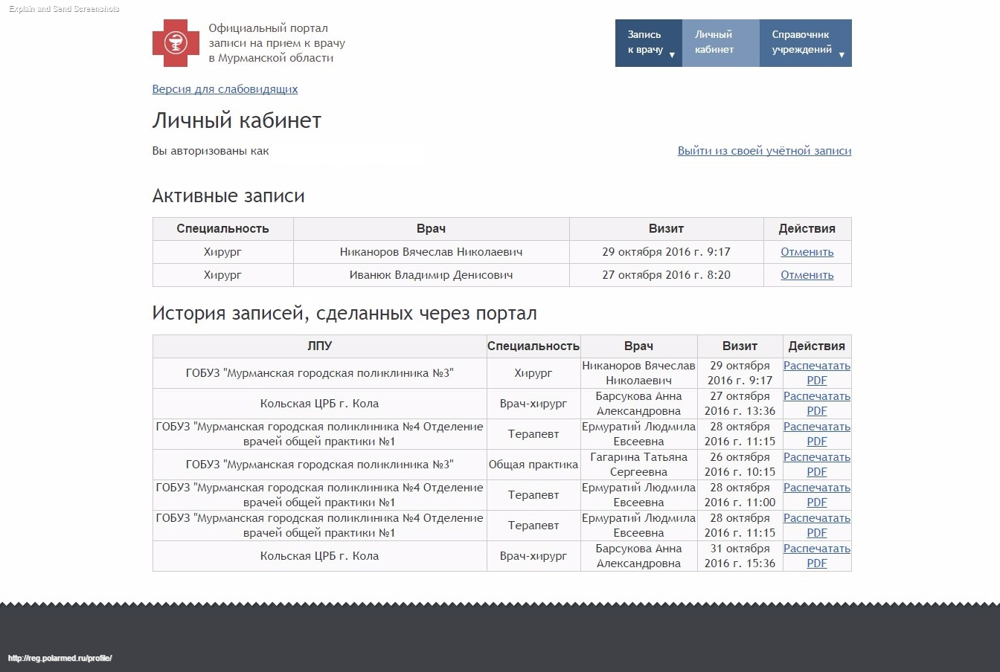 Explain and Send Screenshots
Официальный портал
записи на прием к врачу
в Мурманской области
Запись
к врачу ▼
Личный
кабинет
Справочник
учреждений ▼
Версия для слабовидящих
Личный кабинет
Вы авторизованы как
Выйти из своей учётной записи
Активные записи
Специальность Врач Визит Действия
Хирург Никаноров Вячеслав Николаевич 29 октября 2016 г. 9:17 Отменить
Хирург Иванюк Владимир Денисович 27 октября 2016 г. 8:20 Отменить
История записей, сделанных через портал
ЛПУ Специальность Врач Визит Действия
ГОБУЗ "Мурманская городская поликлиника №3" Хирург
Никаноров Вячеслав
Николаевич
29 октября
2016 г. 9:17
Распечатать
PDF
Кольская ЦРБ г. Кола Врач-хирург
Барсукова Анна
Александровна
27 октября
2016 г. 13:36
Распечатать
PDF
ГОБУЗ "Мурманская городская поликлиника №4 Отделение
врачей общей практики №1
Терапевт
Ермуратий Людмила
Евсеевна
28 октября
2016 г. 11:15
Распечатать
PDF
ГОБУЗ "Мурманская городская поликлиника №3" Общая практика
Гагарина Татьяна
Сергеевна
26 октября
2016 г. 10:15
Распечатать
PDF
ГОБУЗ "Мурманская городская поликлиника №4 Отделение
врачей общей практики №1
Терапевт
Ермуратий Людмила
Евсеевна
28 октября
2016 г. 11:00
Распечатать
PDF
ГОБУЗ "Мурманская городская поликлиника №4 Отделение
врачей общей практики №1
Терапевт
Ермуратий Людмила
Евсеевна
28 октября
2016 г. 11:15
Распечатать
PDF
Кольская ЦРБ г. Кола Врач-хирург
Барсукова Анна
Александровна
31 октября
2016 г. 15:36
Распечатать
PDF
http://reg.polarmed.ru/profile/